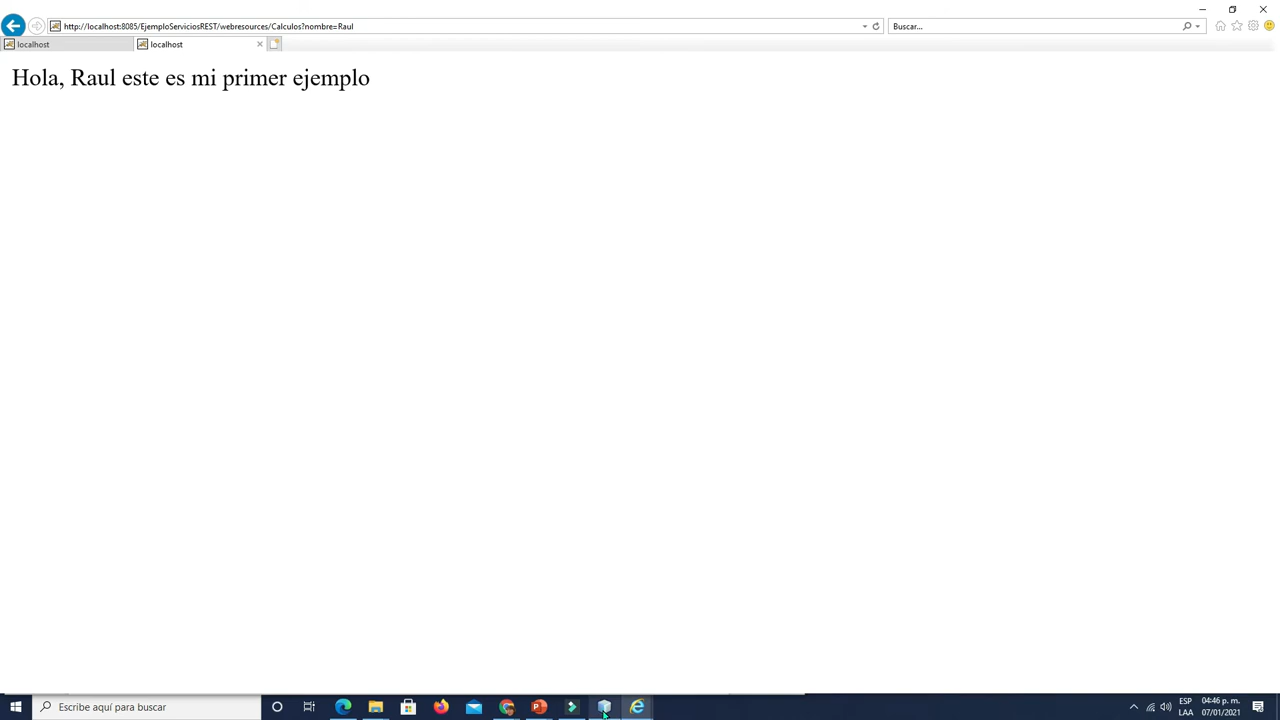 http://localhost:8085/EjemploServiciosREST/webresources/Calculos?nombre=Raul
Buscar...
localhost
localhost
Hola, Raul este es mi primer ejemplo
Escribe aquí para buscar
ESP
LAA
04:46 p. m.
07/01/2021